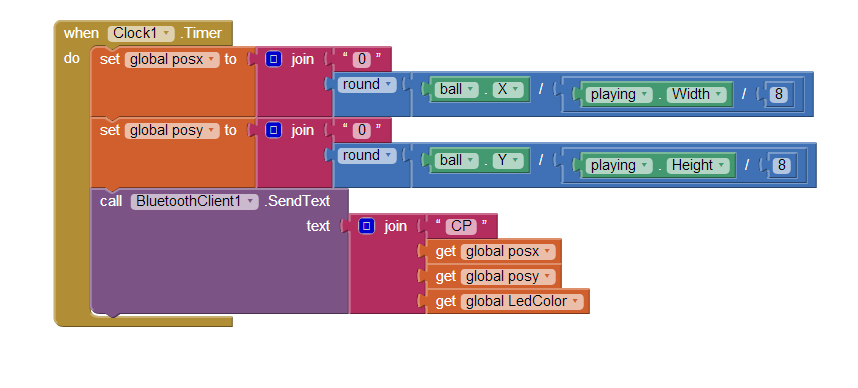 when Clock1 .Timer
do set global posx to join " 0 "
round ball . X / playing . Width / 8
set global posy to join " 0 "
round ball . Y / playing . Height / 8
call BluetoothClient1 .SendText
text join " CP "
get global posx
get global posy
get global LedColor